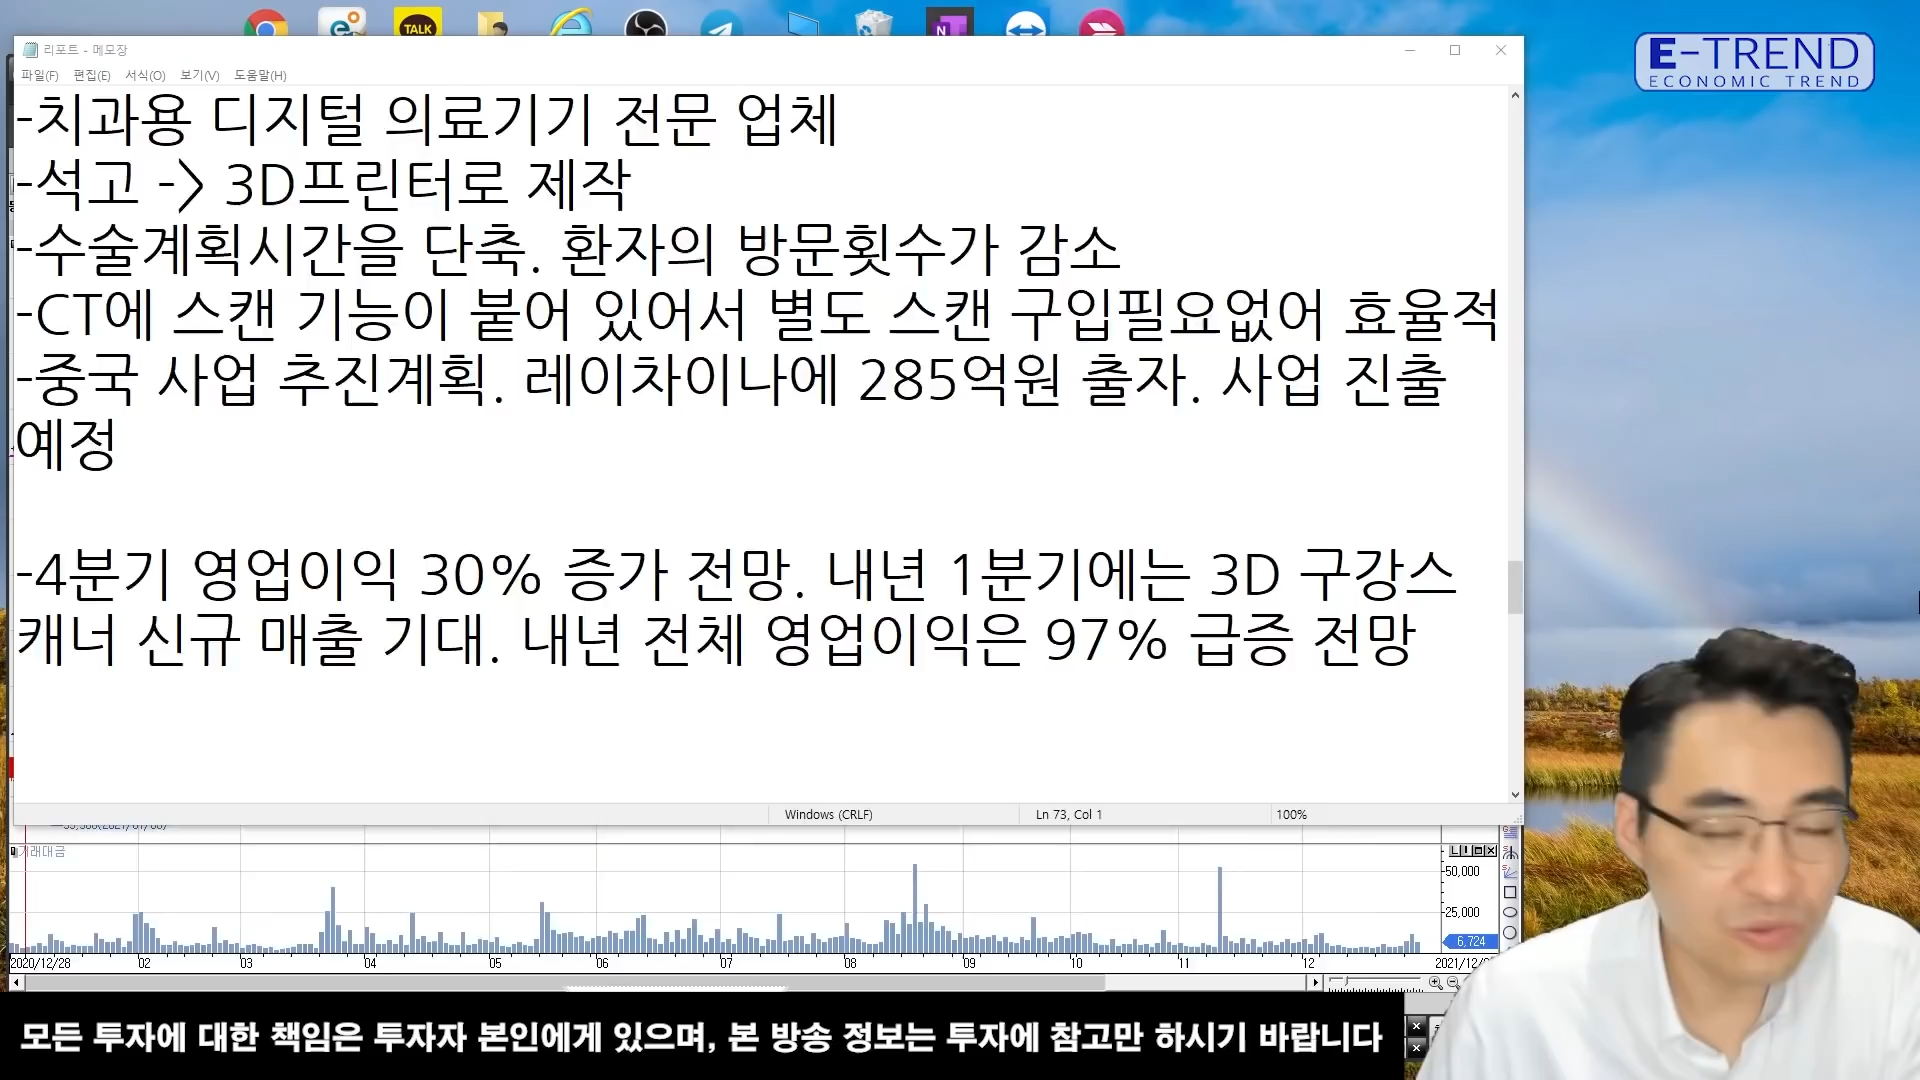 TALK
N
리포트 - 메모장
파일(F) 편집(E) 서식(O) 보기(V) 도움말(H)
E-TREND
ECONOMIC TREND
-치과용 디지털 의료기기 전문 업체
-석고 -> 3D프린터로 제작
-수술계획시간을 단축. 환자의 방문횟수가 감소
-CT에 스캔 기능이 붙어 있어서 별도 스캔 구입필요없어 효율적
-중국 사업 추진계획. 레이차이나에 285억원 출자. 사업 진출
예정
-4분기 영업이익 30% 증가 전망. 내년 1분기에는 3D 구강스
캐너 신규 매출 기대. 내년 전체 영업이익은 97% 급증 전망
Windows (CRLF) Ln 73, Col 1 100%
거래대금
50,000
25,000
6,724
2020/12/28 02 03 04 05 06 07 08 09 10 11 12
모든 투자에 대한 책임은 투자자 본인에게 있으며, 본 방송 정보는 투자에 참고만 하시기 바랍니다